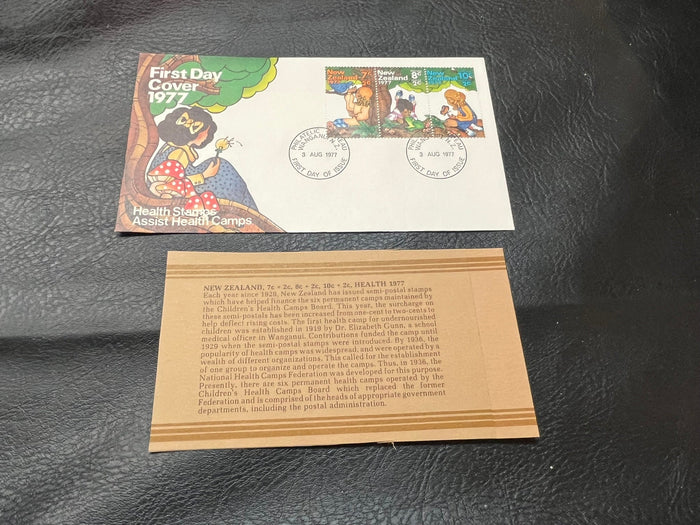 First Day
Cover
1977
Health Stamps
Assist Health Camps
New
Zealand
7c
2c
New
Zealand
1977
8c
2c
New
Zealand
10c
2c
PHILATELIC
WANGANUI N.Z.
3 AUG 1977
FIRST DAY OF ISSUE
WANGANUI N.Z.
3 AUG 1977
FIRST DAY OF ISSUE
NEW ZEALAND, 7c + 2c, 8c + 2c, 10c + 2c, HEALTH 1977
Each year since 1929, New Zealand has issued semi-postal stamps
which have helped finance the six permanent camps maintained by
the Children's Health Camps Board. This year, the surcharge on
these semi-postals has been increased from one-cent to two-cents to
help deflect rising costs. The first health camp for undernourished
children was established in 1919 by Dr. Elizabeth Gunn, a school
medical officer in Wanganui. Contributions funded the camp until
1929 when the semi-postal stamps were introduced. By 1936, the
popularity of health camps was widespread, and were operated by a
wealth of different organizations. This called for the establishment
of one group to organize and operate the camps. Thus, in 1936, the
National Health Camps Federation was developed for this purpose.
Presently, there are six permanent health camps operated by the
Children's Health Camps Board which replaced the former
Federation and is comprised of the heads of appropriate government
departments, including the postal administration.